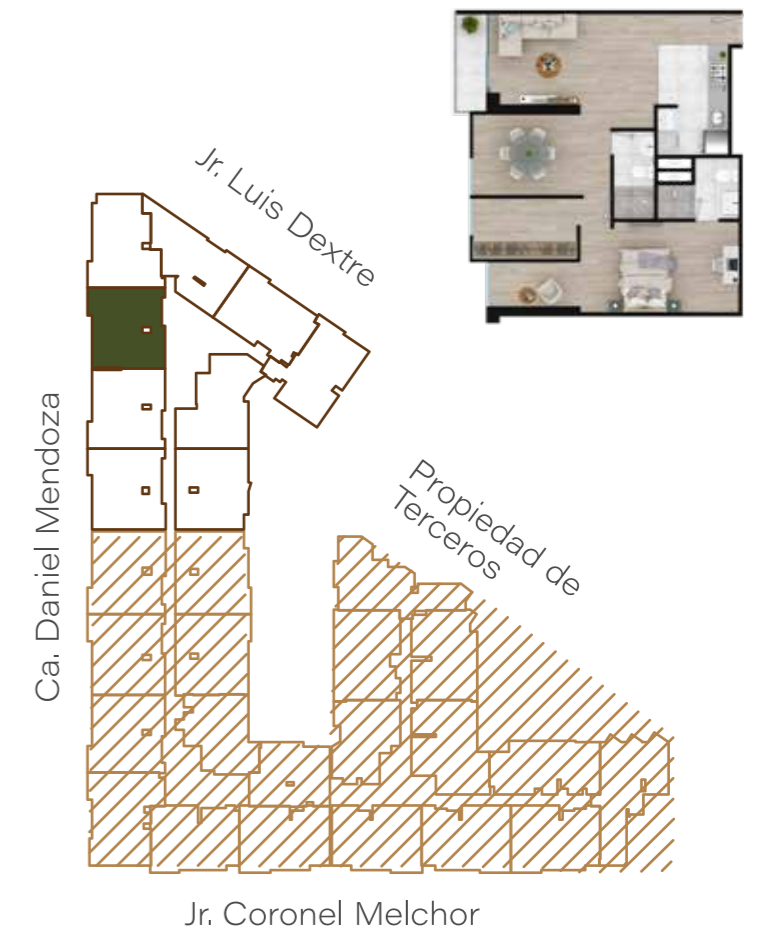 Jr. Luis Dextre
Ca. Daniel Mendoza
Propiedad de
Terceros
Jr. Coronel Melchor